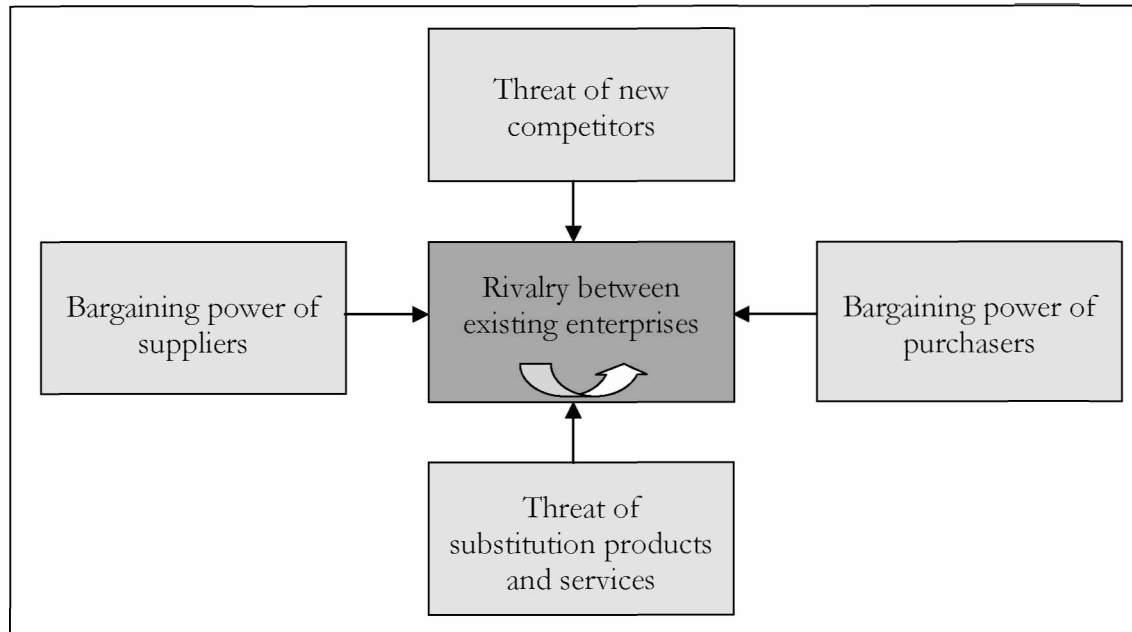 Threat of new
competitors
Bargaining power of
suppliers
Rivalry between
existing enterprises
Bargaining power of
purchasers
Threat of
substitution products
and services